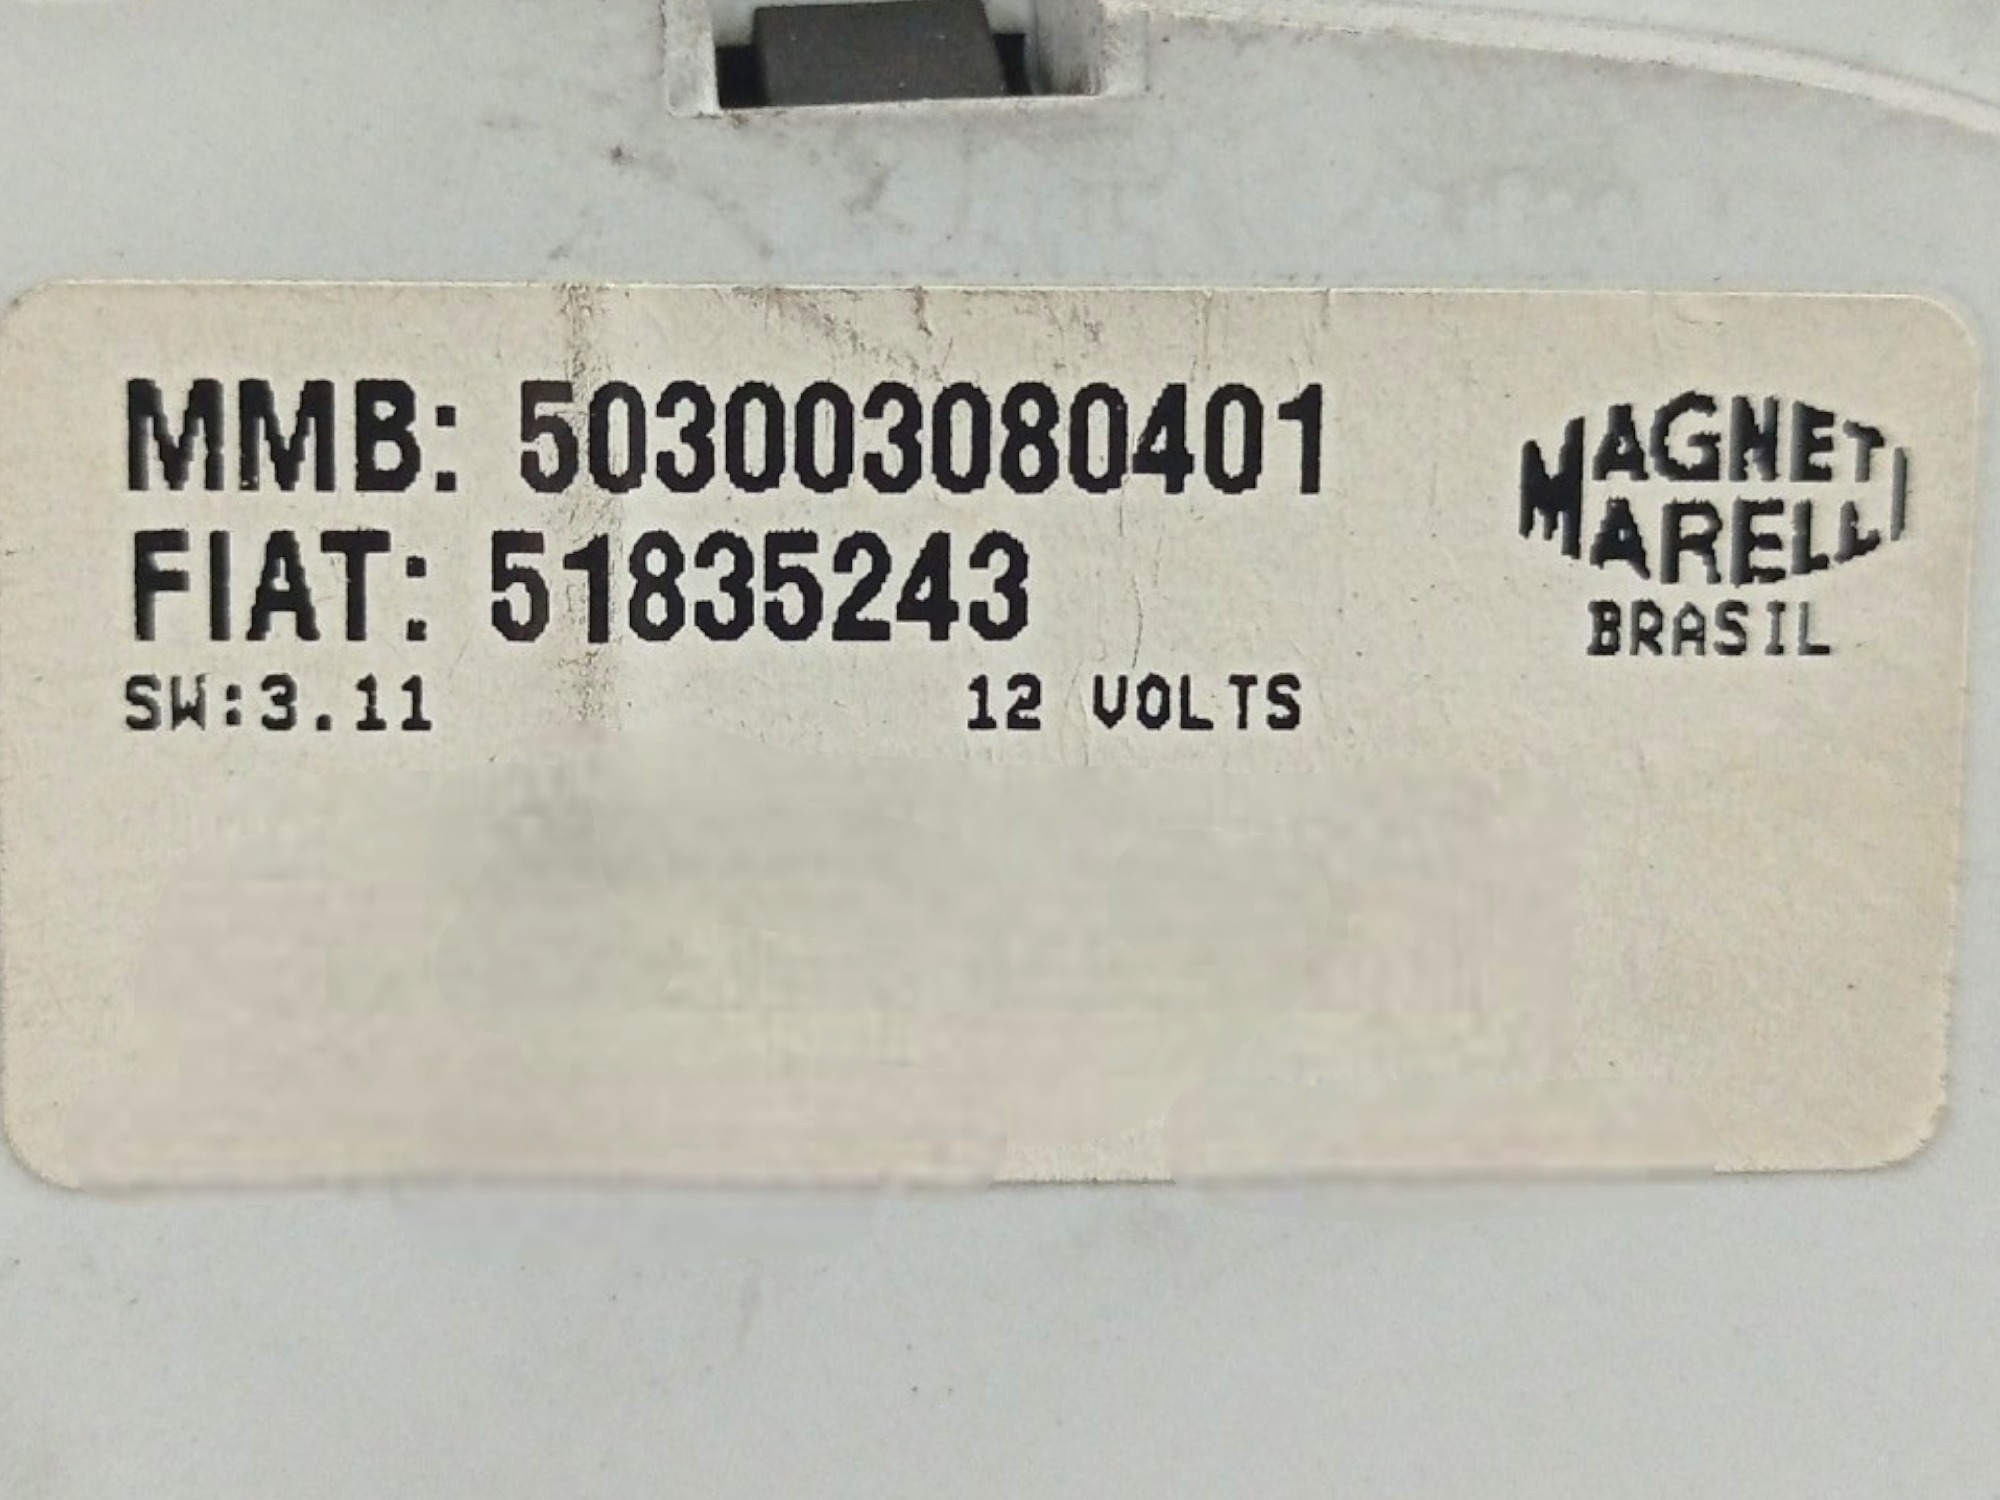 MMB: 503003080401
FIAT: 51835243
SW:3.11 12 VOLTS
MAGNETI
MARELLI
BRASIL